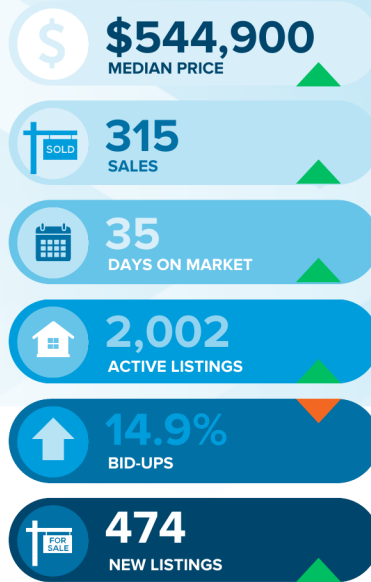 $
$544,900
MEDIAN PRICE
SOLD
315
SALES
35
DAYS ON MARKET
2,002
ACTIVE LISTINGS
14.9%
BID-UPS
FOR
SALE
474
NEW LISTINGS